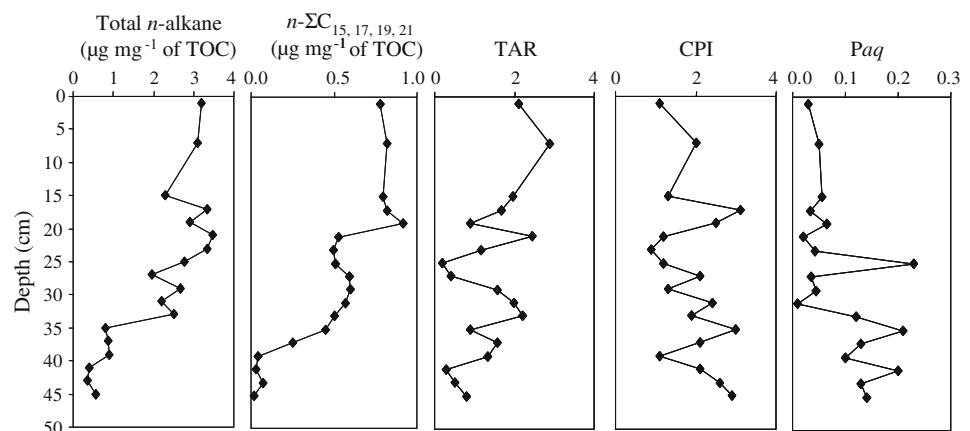 Total n-alkane
(μg mg⁻¹ of TOC)
n-ΣC₁₅, ₁₇, ₁₉, ₂₁
(μg mg⁻¹ of TOC)
TAR
CPI
Paq
0 1 2 3 4
0.0 0.5 1.0
0 2 4
0 2 4
0.0 0.1 0.2 0.3
Depth (cm)
0
5
10
15
20
25
30
35
40
45
50